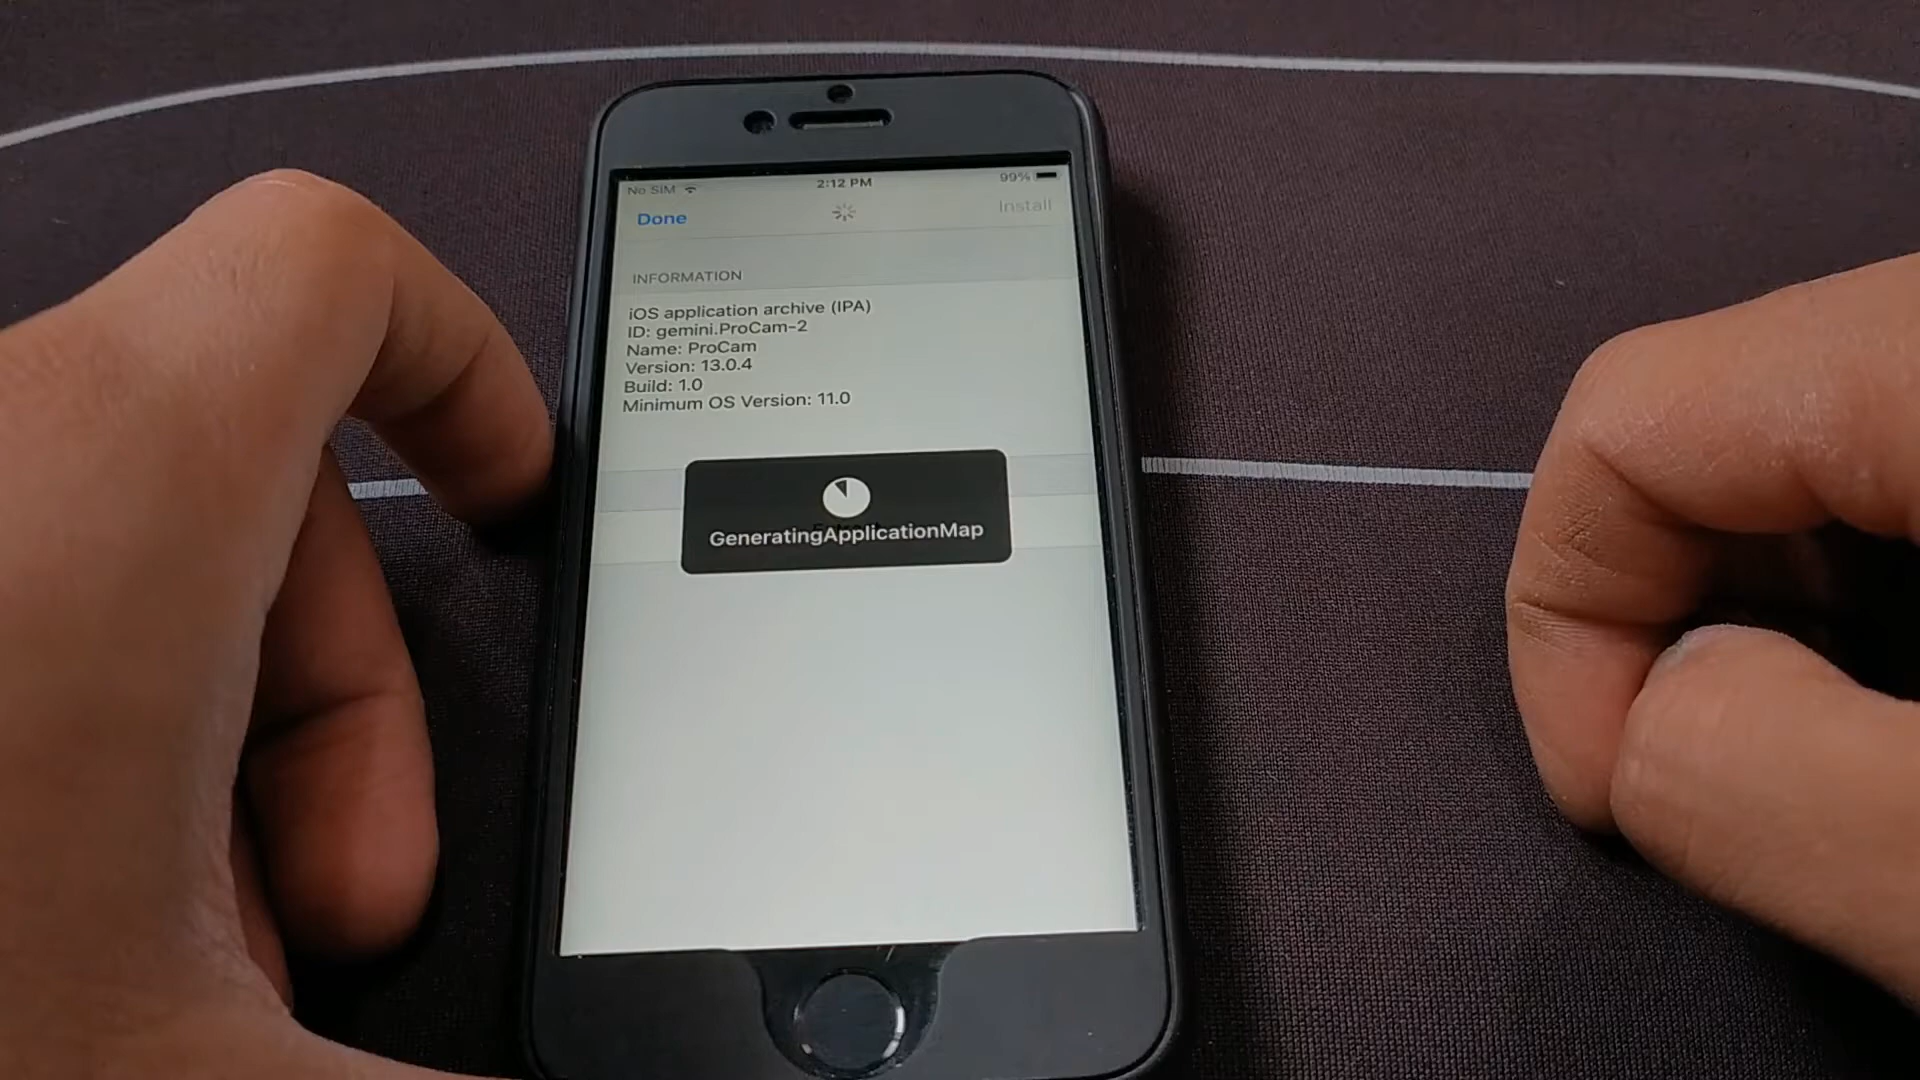 No SIM 2:12 PM 99%
Done Install
INFORMATION
iOS application archive (IPA)
ID: gemini.ProCam-2
Name: ProCam
Version: 13.0.4
Build: 1.0
Minimum OS Version: 11.0
GeneratingApplicationMap